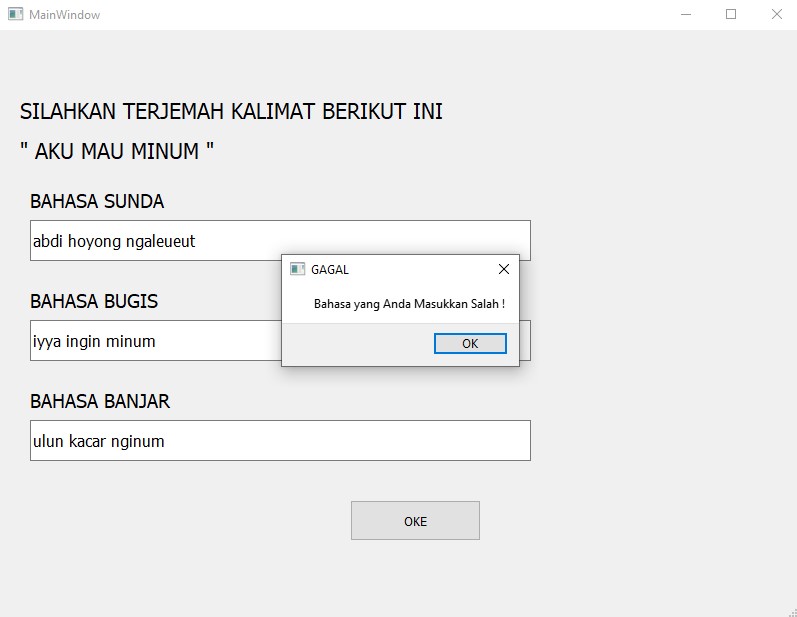 MainWindow
SILAHKAN TERJEMAH KALIMAT BERIKUT INI
" AKU MAU MINUM "
BAHASA SUNDA
abdi hoyong ngaleueut
GAGAL
Bahasa yang Anda Masukkan Salah !
OK
BAHASA BUGIS
iyya ingin minum
BAHASA BANJAR
ulun kacar nginum
OKE